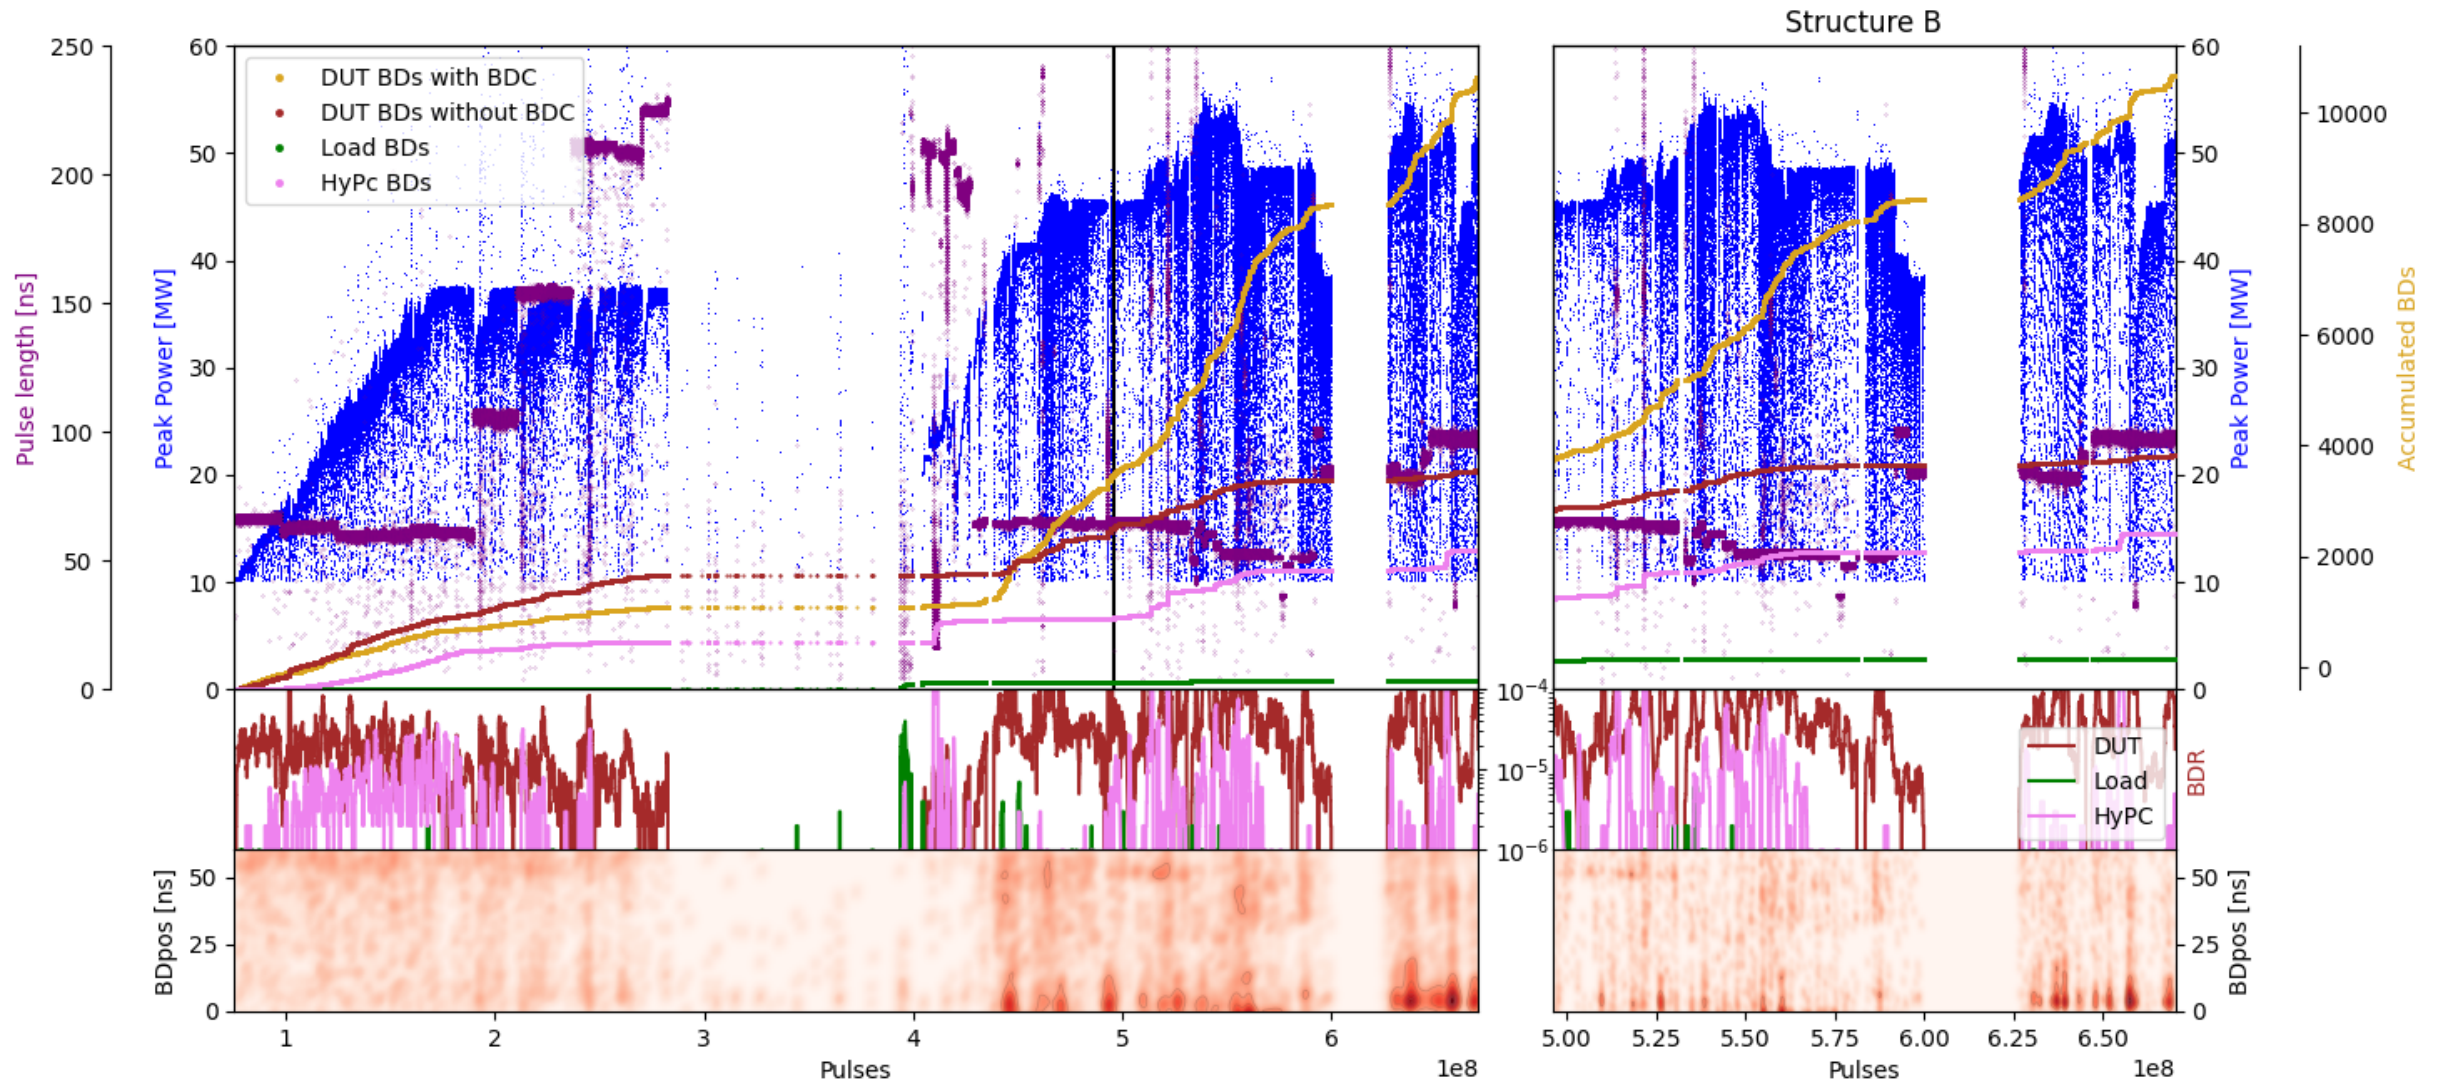 Structure B
250
200
150
100
50
0
Pulse length [ns]
60
50
40
30
20
10
0
Peak Power [MW]
DUT BDs with BDC
DUT BDs without BDC
Load BDs
HyPc BDs
60
50
40
30
20
10
0
Peak Power [MW]
10000
8000
6000
4000
2000
0
Accumulated BDs
10⁻⁴
10⁻⁵
10⁻⁶
BDR
DUT
Load
HyPC
50
25
0
BDpos [ns]
50
25
0
BDpos [ns]
1 2 3 4 5 6
Pulses 1e8
5.00 5.25 5.50 5.75 6.00 6.25 6.50
Pulses 1e8